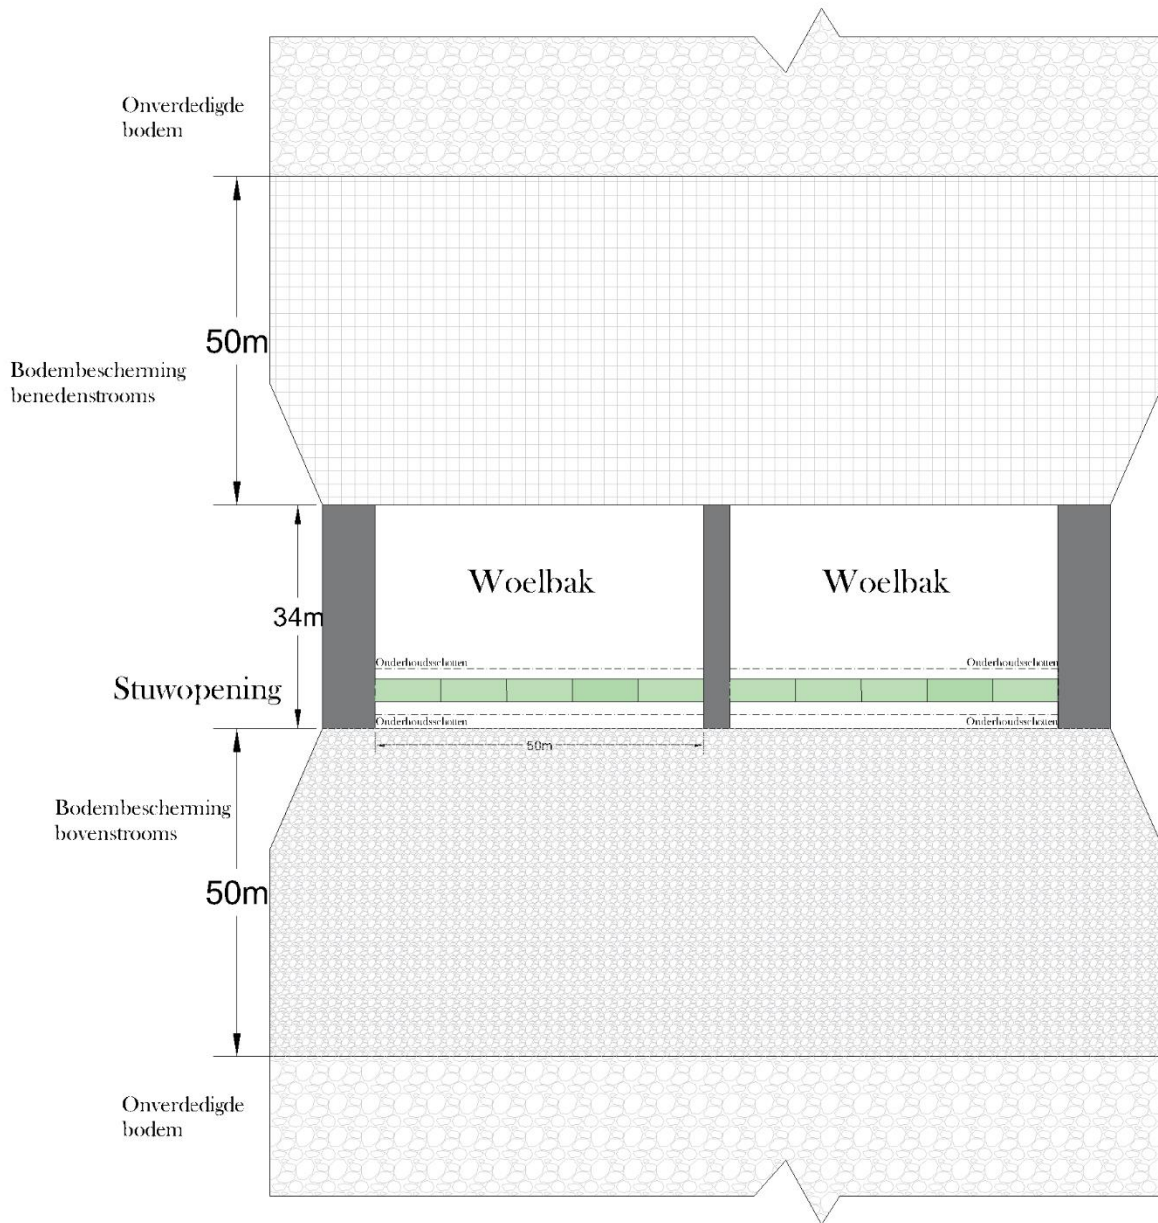 Onverdedigde
bodem
50m
Bodembescherming
benedenstrooms
Woelbak
Woelbak
34m
Onderhoudsschotten
Onderhoudsschotten
Stuwopening
Onderhoudsschotten
Onderhoudsschotten
50m
Bodembescherming
bovenstrooms
50m
Onverdedigde
bodem